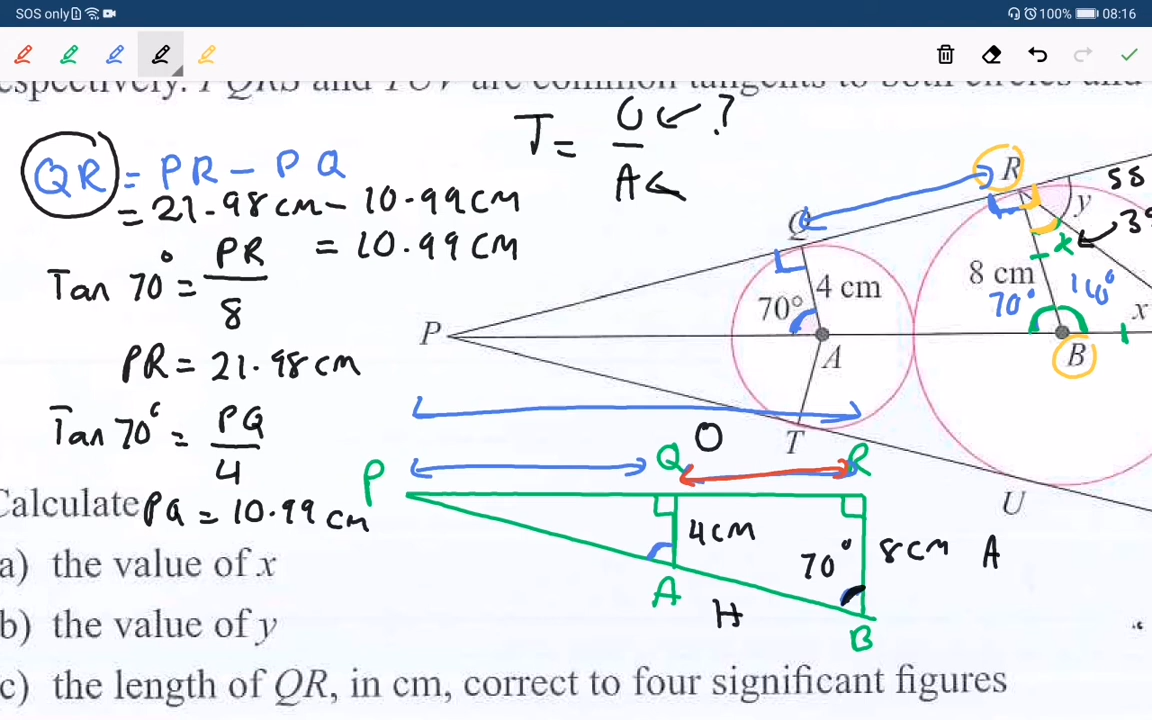 SOS only 100% 08:16
espectively. PQRS and TUV are common tangents to both circles and
T = O ← ?
A ←
QR = PR - PQ
= 21.98 cm - 10.99 cm
= 10.99 cm
Tan 70° = PR
8
PR = 21.98 cm
Tan 70° = PQ
4
PQ = 10.99 cm
P Q R 58
y
x
4 cm 8 cm
70° 70°
A B x
T U
P O Q R
4cm 70° 8cm A
A H B
Calculate
a) the value of x
b) the value of y
c) the length of QR, in cm, correct to four significant figures